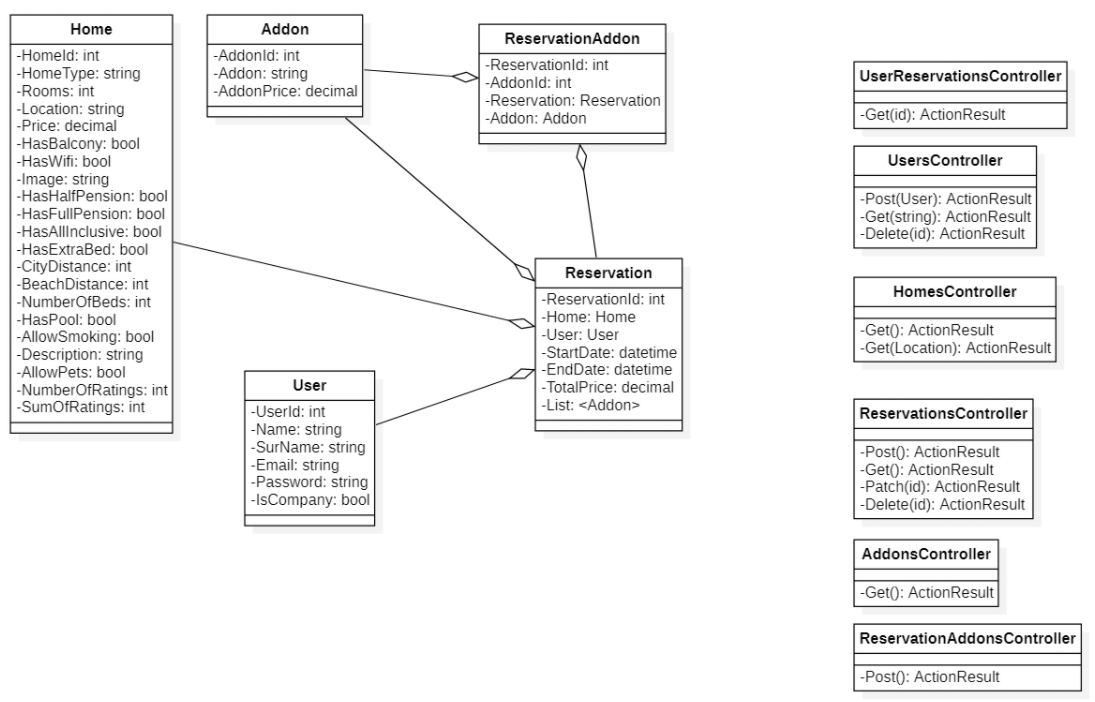 Home
-HomeId: int
-HomeType: string
-Rooms: int
-Location: string
-Price: decimal
-HasBalcony: bool
-HasWifi: bool
-Image: string
-HasHalfPension: bool
-HasFullPension: bool
-HasAllInclusive: bool
-HasExtraBed: bool
-CityDistance: int
-BeachDistance: int
-NumberOfBeds: int
-HasPool: bool
-AllowSmoking: bool
-Description: string
-AllowPets: bool
-NumberOfRatings: int
-SumOfRatings: int
Addon
-AddonId: int
-Addon: string
-AddonPrice: decimal
ReservationAddon
-ReservationId: int
-AddonId: int
-Reservation: Reservation
-Addon: Addon
Reservation
-ReservationId: int
-Home: Home
-User: User
-StartDate: datetime
-EndDate: datetime
-TotalPrice: decimal
-List: <Addon>
User
-UserId: int
-Name: string
-SurName: string
-Email: string
-Password: string
-IsCompany: bool
UserReservationsController
-Get(id): ActionResult
UsersController
-Post(User): ActionResult
-Get(string): ActionResult
-Delete(id): ActionResult
HomesController
-Get(): ActionResult
-Get(Location): ActionResult
ReservationsController
-Post(): ActionResult
-Get(): ActionResult
-Patch(id): ActionResult
-Delete(id): ActionResult
AddonsController
-Get(): ActionResult
ReservationAddonsController
-Post(): ActionResult